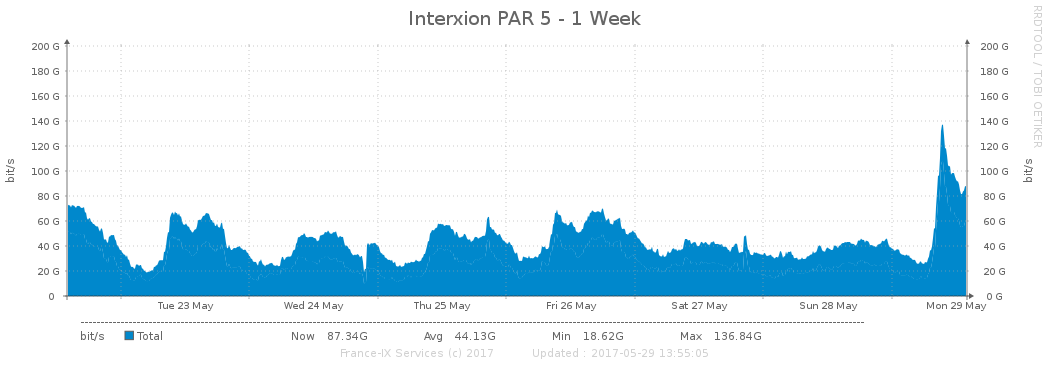 Interxion PAR 5 - 1 Week
RRDTOOL / TOBI OETIKER
bit/s
200 G
180 G
160 G
140 G
120 G
100 G
80 G
60 G
40 G
20 G
0
200 G
180 G
160 G
140 G
120 G
100 G
80 G
60 G
40 G
20 G
0 G
bit/s
Tue 23 May Wed 24 May Thu 25 May Fri 26 May Sat 27 May Sun 28 May Mon 29 May
bit/s Total Now 87.34G Avg 44.13G Min 18.62G Max 136.84G
France-IX Services (c) 2017 Updated : 2017-05-29 13:55:05